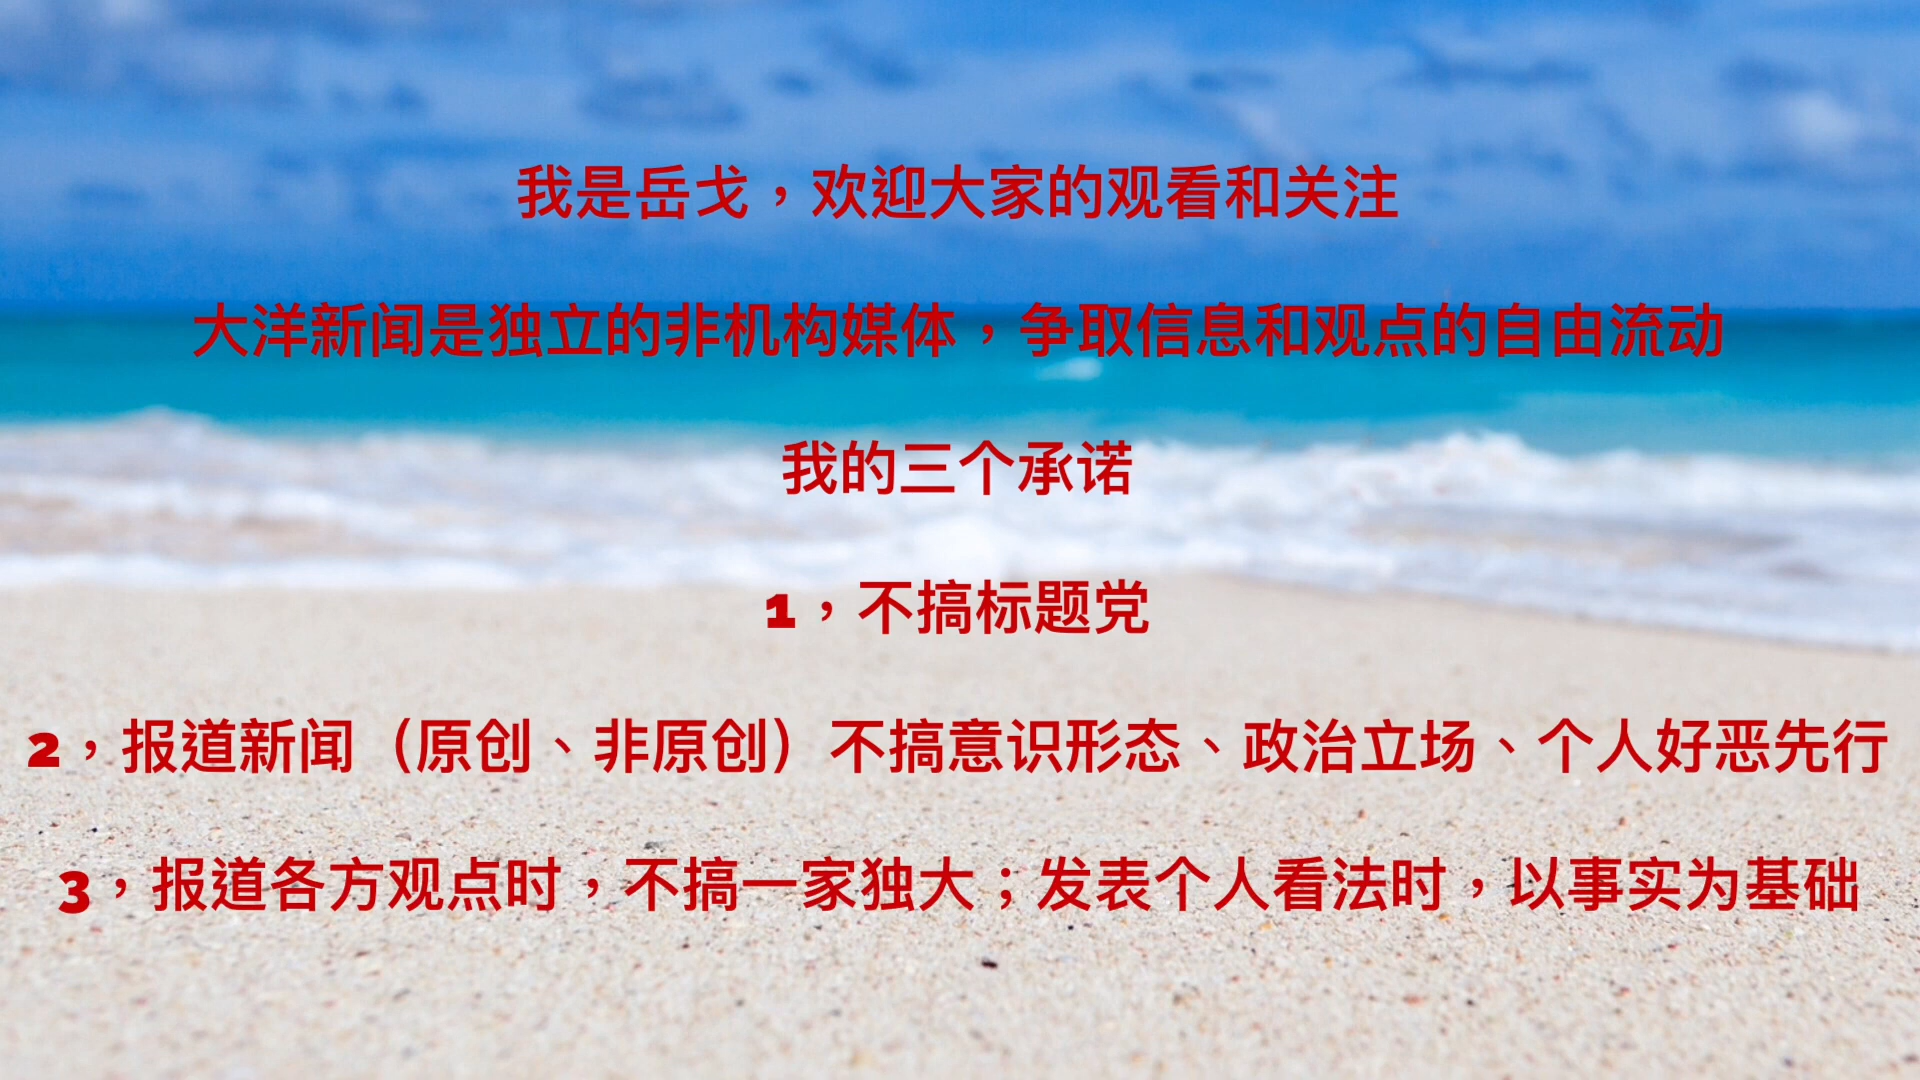 我是岳戈，欢迎大家的观看和关注
大洋新闻是独立的非机构媒体，争取信息和观点的自由流动
我的三个承诺
1，不搞标题党
2，报道新闻（原创、非原创）不搞意识形态、政治立场、个人好恶先行
3，报道各方观点时，不搞一家独大；发表个人看法时，以事实为基础